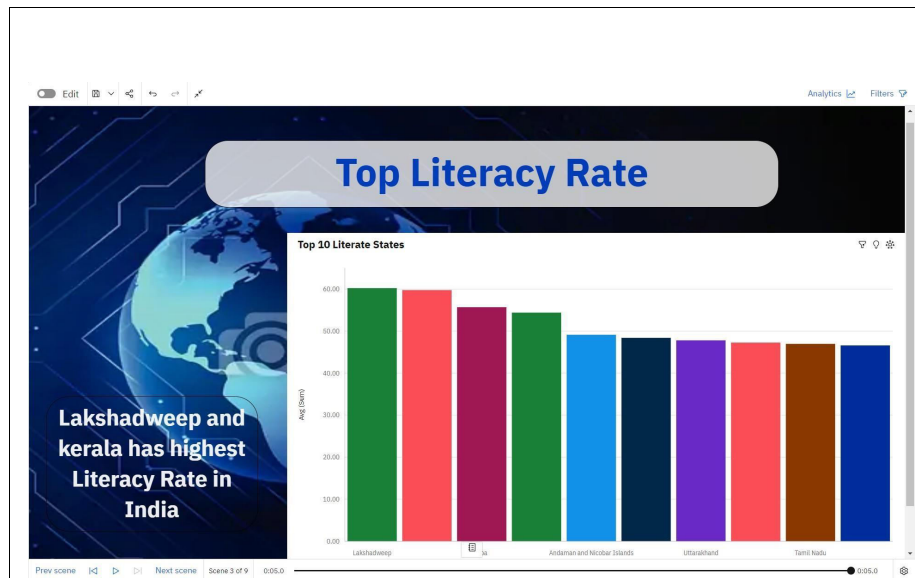 Edit
Analytics
Filters
Top Literacy Rate
Top 10 Literate States
60.00
50.00
40.00
30.00
20.00
10.00
0.00
Avg (Sum)
Lakshadweep
Andaman and Nicobar Islands
Uttarakhand
Tamil Nadu
Lakshadweep and
kerala has highest
Literacy Rate in
India
Prev scene
Next scene
Scene 3 of 9
0:05.0
0:05.0